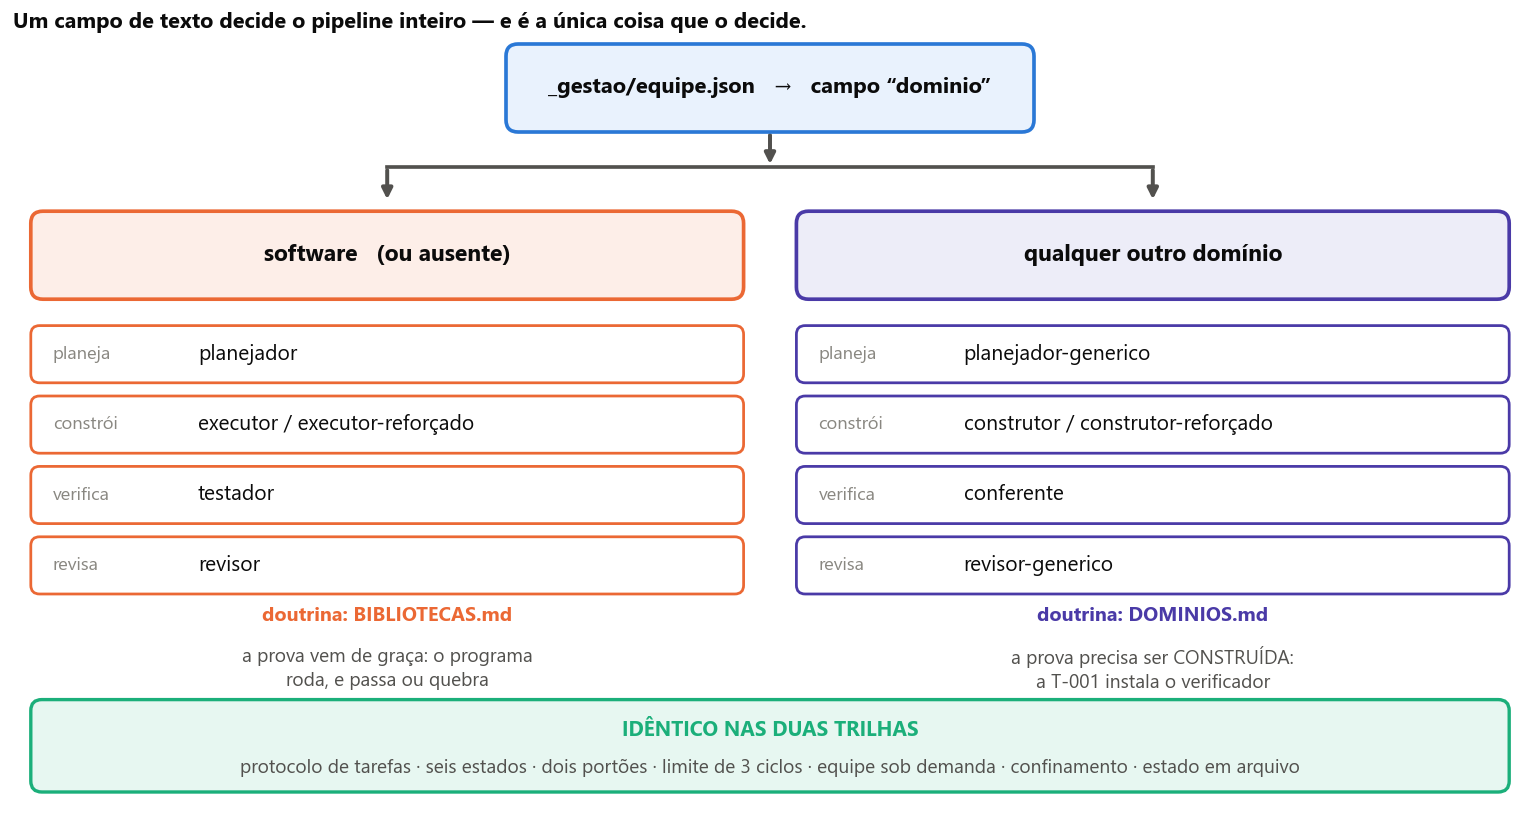 Um campo de texto decide o pipeline inteiro — e é a única coisa que o decide.
_gestao/equipe.json → campo “dominio”
software (ou ausente)
planeja planejador
constrói executor / executor-reforçado
verifica testador
revisa revisor
doutrina: BIBLIOTECAS.md
a prova vem de graça: o programa
roda, e passa ou quebra
qualquer outro domínio
planeja planejador-generico
constrói construtor / construtor-reforçado
verifica conferente
revisa revisor-generico
doutrina: DOMINIOS.md
a prova precisa ser CONSTRUÍDA:
a T-001 instala o verificador
IDÊNTICO NAS DUAS TRILHAS
protocolo de tarefas · seis estados · dois portões · limite de 3 ciclos · equipe sob demanda · confinamento · estado em arquivo